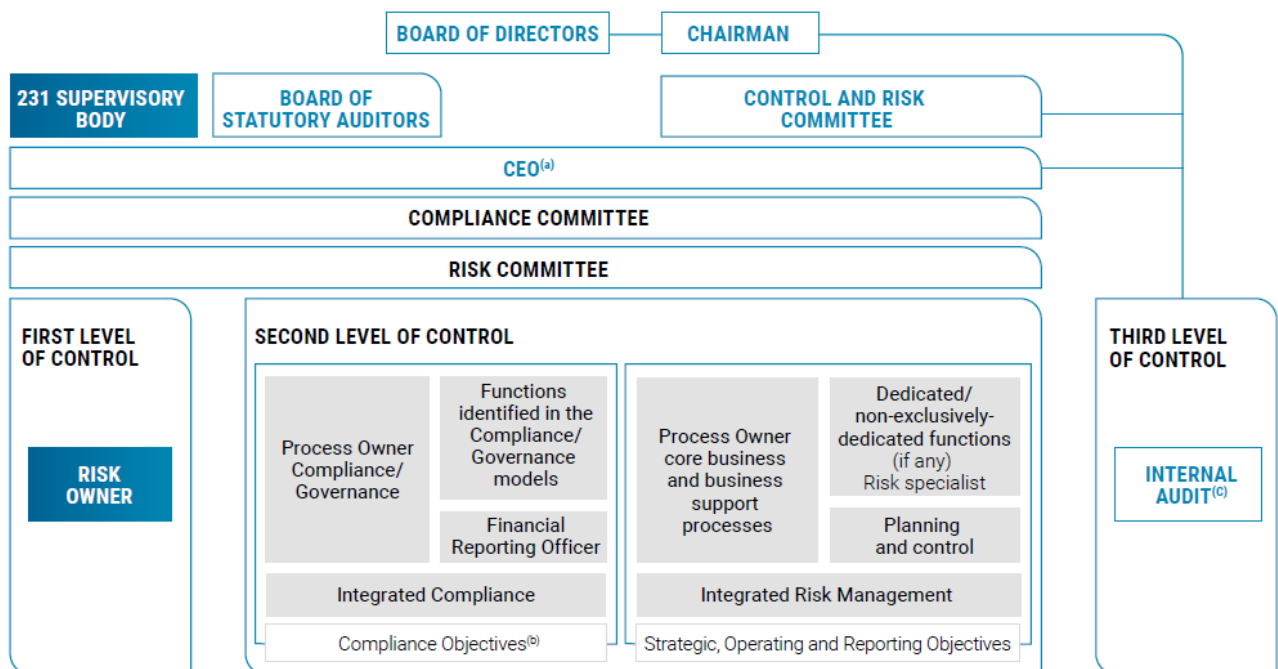 BOARD OF DIRECTORS
CHAIRMAN
231 SUPERVISORY
BODY
BOARD OF
STATUTORY AUDITORS
CONTROL AND RISK
COMMITTEE
CEO(a)
COMPLIANCE COMMITTEE
RISK COMMITTEE
FIRST LEVEL
OF CONTROL
RISK
OWNER
SECOND LEVEL OF CONTROL
Process Owner
Compliance/
Governance
Functions
identified in the
Compliance/
Governance
models
Financial
Reporting Officer
Integrated Compliance
Compliance Objectives(b)
Process Owner
core business
and business
support
processes
Dedicated/
non-exclusively-
dedicated functions
(if any)
Risk specialist
Planning
and control
Integrated Risk Management
Strategic, Operating and Reporting Objectives
THIRD LEVEL
OF CONTROL
INTERNAL
AUDIT(C)